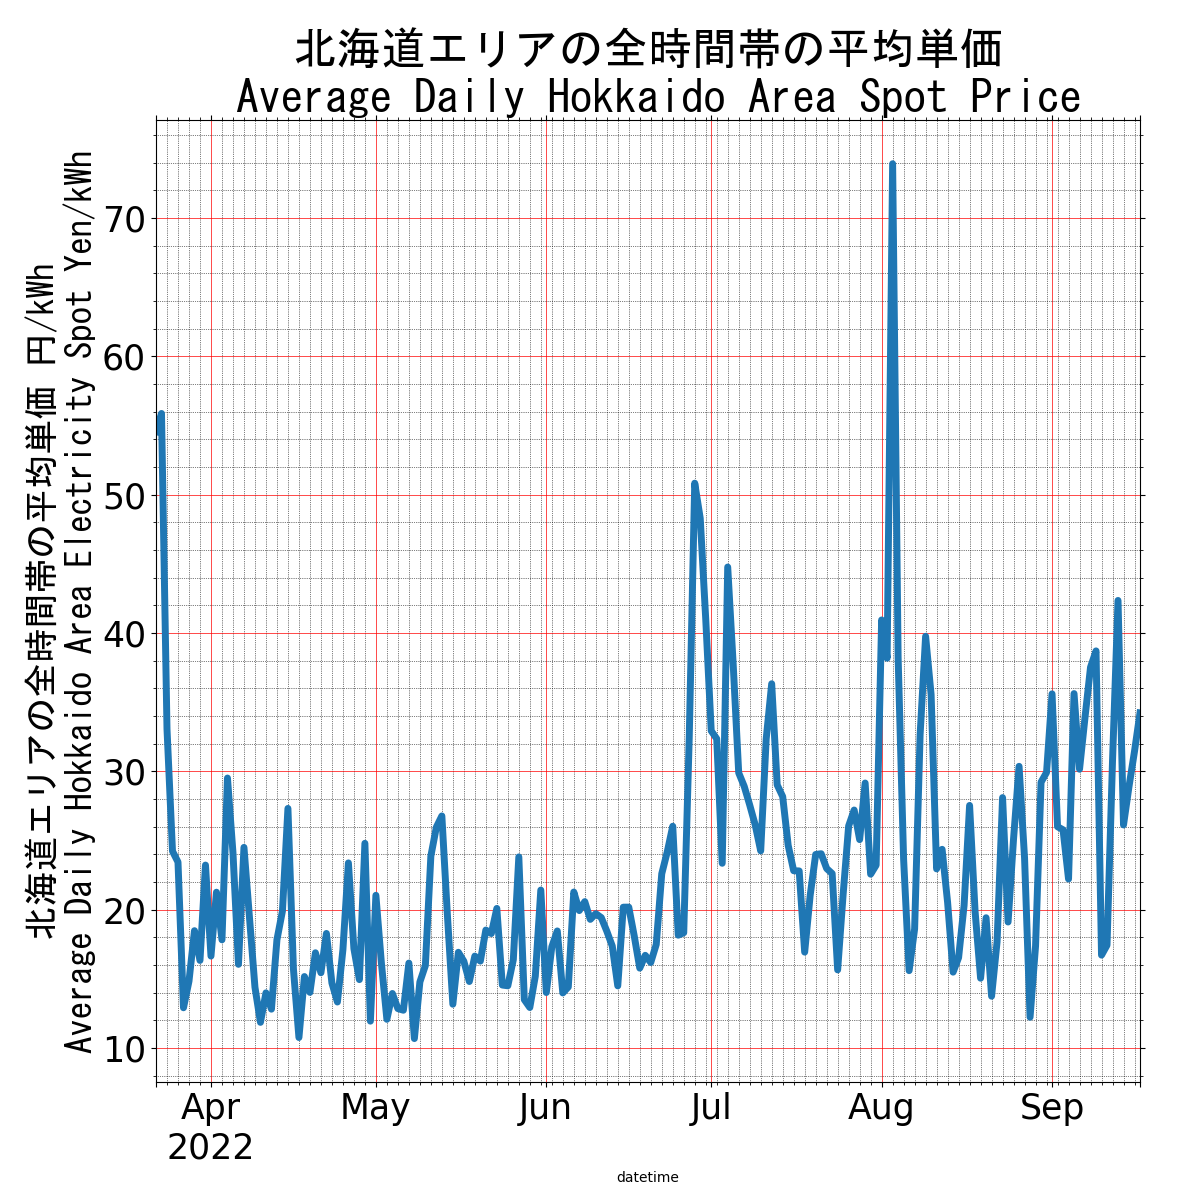 北海道エリアの全時間帯の平均単価
Average Daily Hokkaido Area Spot Price
北海道エリアの全時間帯の平均単価 円/kWh
Average Daily Hokkaido Area Electricity Spot Yen/kWh
70
60
50
40
30
20
10
Apr May Jun Jul Aug Sep
2022
datetime